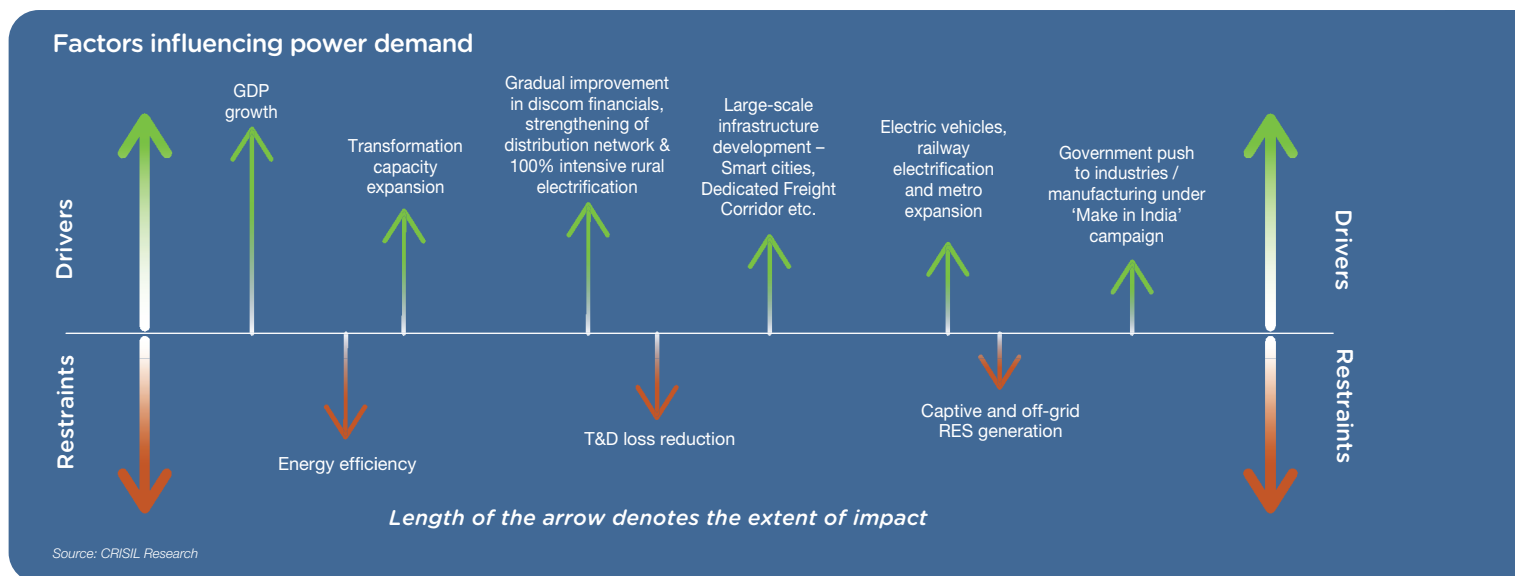 Factors influencing power demand
GDP
growth
Transformation
capacity
expansion
Gradual improvement
in discom financials,
strengthening of
distribution network &
100% intensive rural
electrification
Large-scale
infrastructure
development –
Smart cities,
Dedicated Freight
Corridor etc.
Electric vehicles,
railway
electrification
and metro
expansion
Government push
to industries /
manufacturing under
‘Make in India’
campaign
Drivers
Drivers
Restraints
Restraints
Energy efficiency
T&D loss reduction
Captive and off-grid
RES generation
Length of the arrow denotes the extent of impact
Source: CRISIL Research